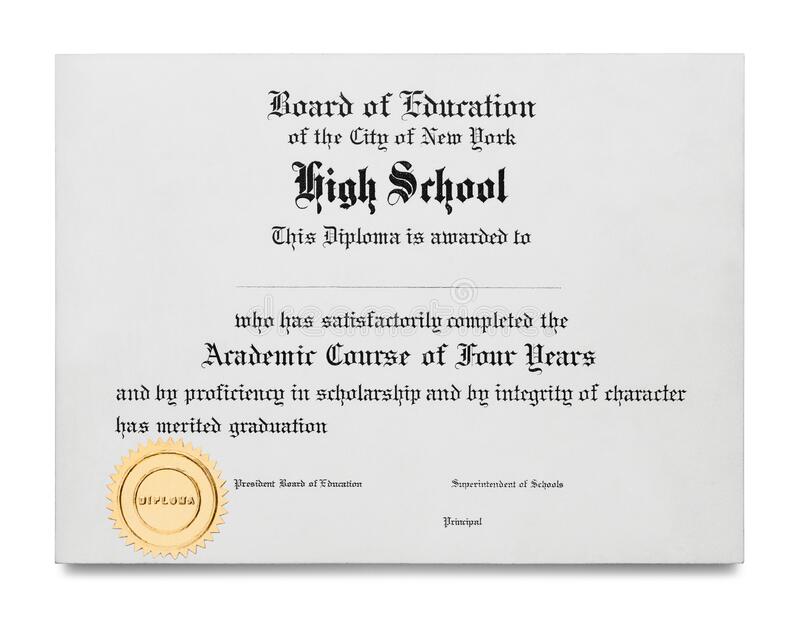 Board of Education
of the City of New York
High School
This Diploma is awarded to
dreamstime
who has satisfactorily completed the
Academic Course of Four Years
and by proficiency in scholarship and by integrity of character
has merited graduation
DIPLOMA
President Board of Education
Superintendent of Schools
Principal